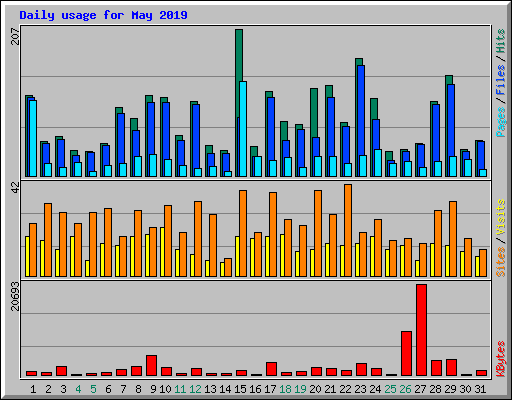 Daily usage for May 2019
207
Pages / Files / Hits
42
Sites / Visits
20693
KBytes
1 2 3 4 5 6 7 8 9 10 11 12 13 14 15 16 17 18 19 20 21 22 23 24 25 26 27 28 29 30 31